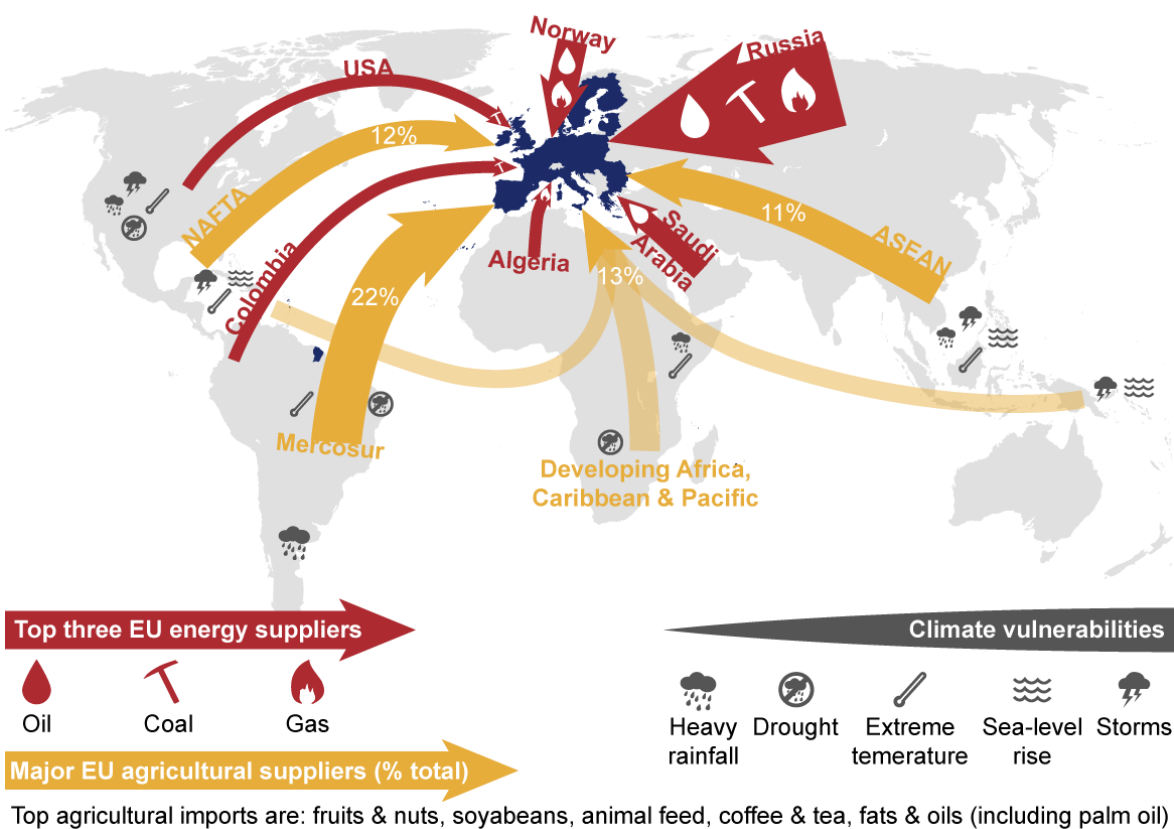 Norway
Russia
USA
12%
NAFTA
11%
ASEAN
Colombia
Algeria
Saudi
Arabia
13%
22%
Mercosur
Developing Africa,
Caribbean & Pacific
Top three EU energy suppliers
Oil
Coal
Gas
Climate vulnerabilities
Heavy
rainfall
Drought
Extreme
temerature
Sea-level
rise
Storms
Major EU agricultural suppliers (% total)
Top agricultural imports are: fruits & nuts, soyabeans, animal feed, coffee & tea, fats & oils (including palm oil)